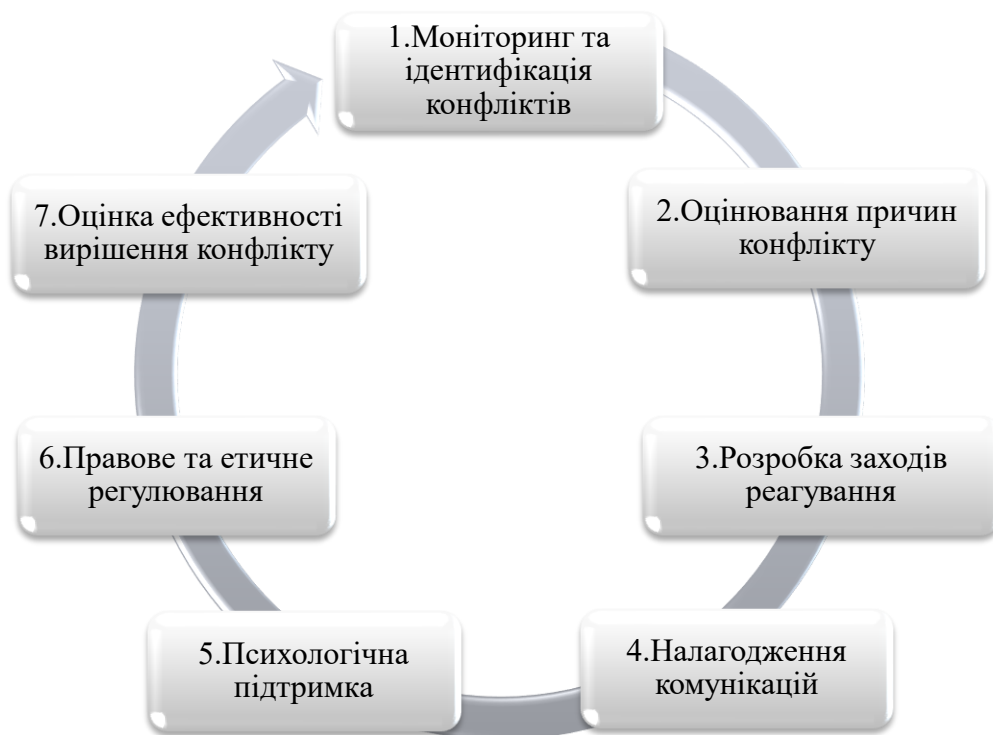 1.Моніторинг та
ідентифікація
конфліктів
2.Оцінювання причин
конфлікту
3.Розробка заходів
реагування
4.Налагодження
комунікацій
5.Психологічна
підтримка
6.Правове та етичне
регулювання
7.Оцінка ефективності
вирішення конфлікту